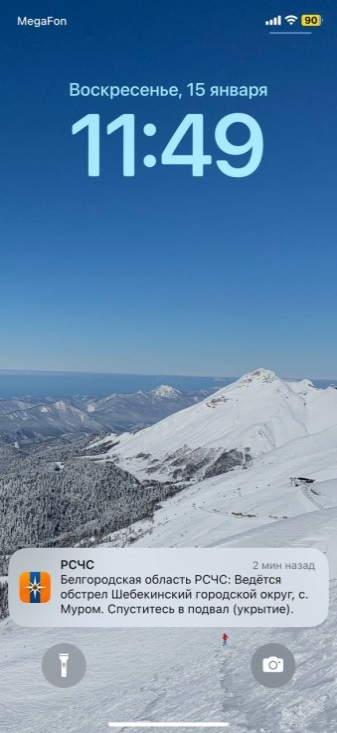 MegaFon
90
Воскресенье, 15 января
11:49
РСЧС
2 мин назад
Белгородская область РСЧС: Ведётся
обстрел Шебекинский городской округ, с.
Муром. Спуститесь в подвал (укрытие).